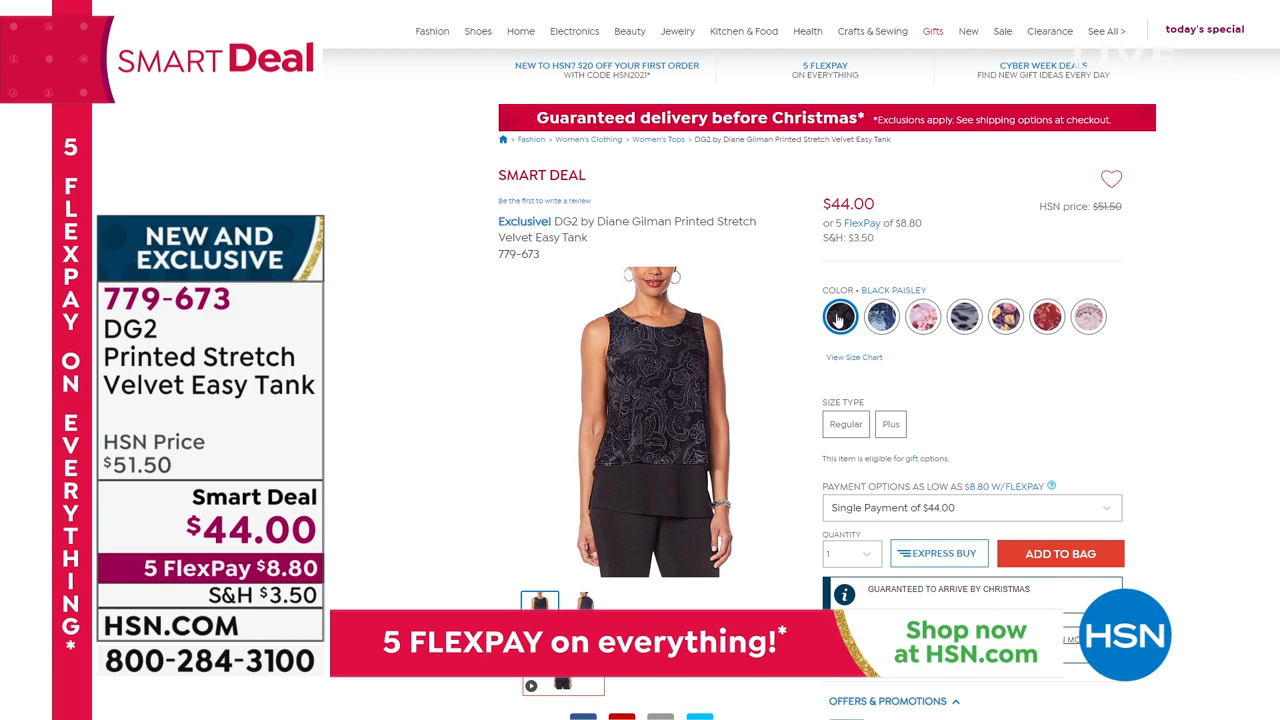 SMART Deal
5 FLEXPAY ON EVERYTHING*
NEW AND
EXCLUSIVE
779-673
DG2
Printed Stretch
Velvet Easy Tank
HSN Price
$51.50
Smart Deal
$44.00
5 FlexPay $8.80
S&H $3.50
HSN.COM
800-284-3100
Fashion Shoes Home Electronics Beauty Jewelry Kitchen & Food Health Crafts & Sewing Gifts New Sale Clearance See All > today's special
LIVE
NEW TO HSN? $20 OFF YOUR FIRST ORDER
WITH CODE HSN2021*
5 FLEXPAY
ON EVERYTHING
CYBER WEEK DEALS
FIND NEW GIFT IDEAS EVERY DAY
Guaranteed delivery before Christmas* *Exclusions apply. See shipping options at checkout.
> Fashion > Women's Clothing > Women's Tops > DG2 by Diane Gilman Printed Stretch Velvet Easy Tank
SMART DEAL
Be the first to write a review
Exclusive! DG2 by Diane Gilman Printed Stretch
Velvet Easy Tank
779-673
$44.00
HSN price: $51.50
or 5 FlexPay of $8.80
S&H: $3.50
COLOR • BLACK PAISLEY
View Size Chart
SIZE TYPE
Regular Plus
This item is eligible for gift options.
PAYMENT OPTIONS AS LOW AS $8.80 W/FLEXPAY ?
Single Payment of $44.00
QUANTITY
1
EXPRESS BUY
ADD TO BAG
i GUARANTEED TO ARRIVE BY CHRISTMAS
5 FLEXPAY on everything!*
Shop now
at HSN.com
HSN
OFFERS & PROMOTIONS